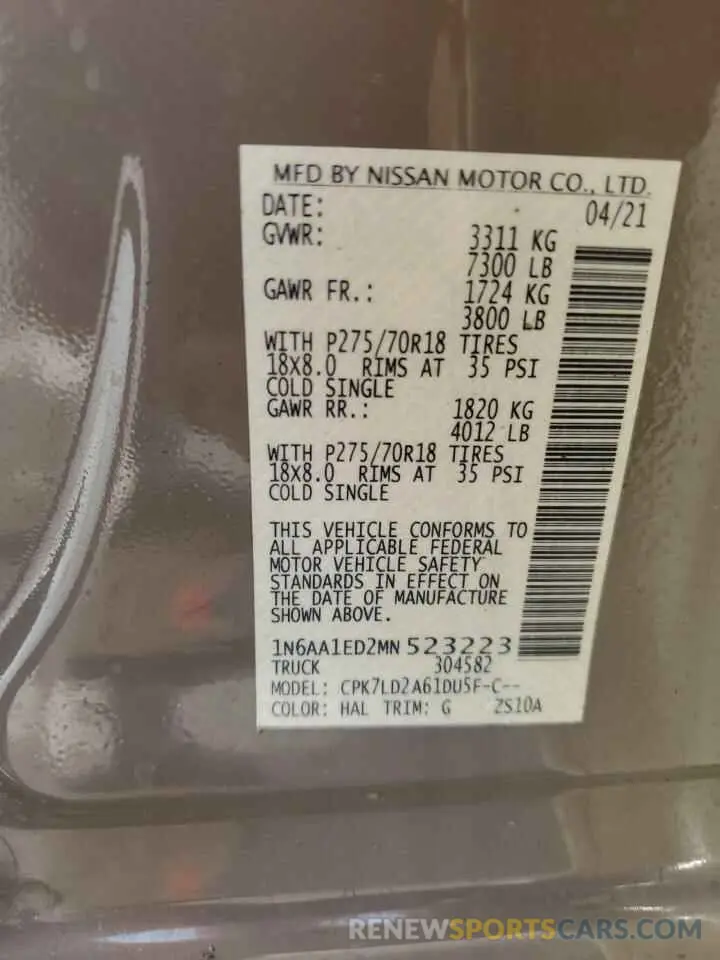 MFD BY NISSAN MOTOR CO., LTD.
DATE: 04/21
GVWR: 3311 KG
7300 LB
GAWR FR.: 1724 KG
3800 LB
WITH P275/70R18 TIRES
18X8.0 RIMS AT 35 PSI
COLD SINGLE
GAWR RR.: 1820 KG
4012 LB
WITH P275/70R18 TIRES
18X8.0 RIMS AT 35 PSI
COLD SINGLE
THIS VEHICLE CONFORMS TO
ALL APPLICABLE FEDERAL
MOTOR VEHICLE SAFETY
STANDARDS IN EFFECT ON
THE DATE OF MANUFACTURE
SHOWN ABOVE.
1N6AA1ED2MN 523223
TRUCK 304582
MODEL: CPK7LD2A61DU5F-C--
COLOR: HAL TRIM: G ZS10A
RENEWSPORTSCARS.COM